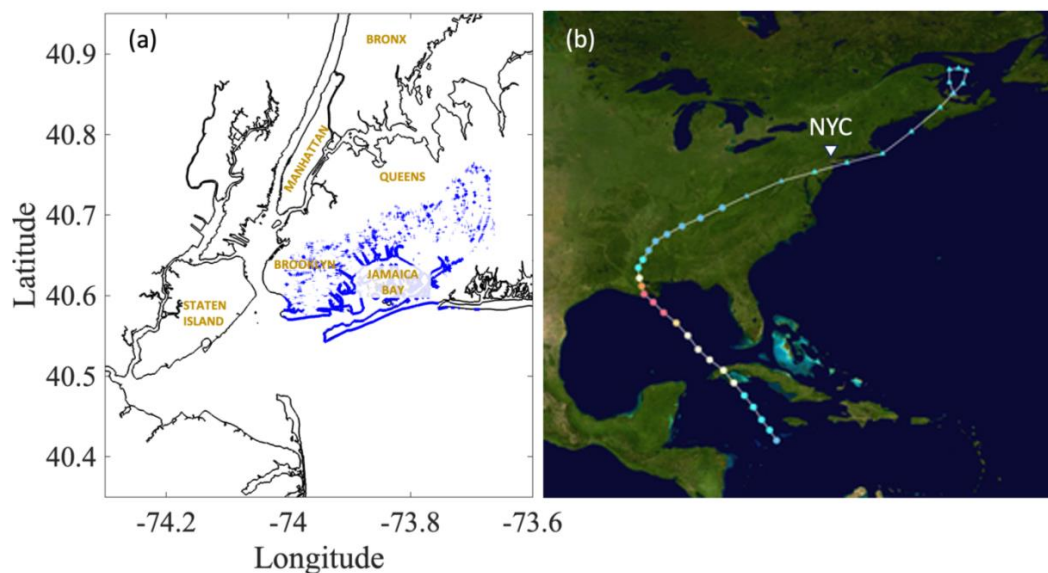 (a)
BRONX
40.9
40.8
MANHATTAN
QUEENS
40.7
Latitude
BROOKLYN
JAMAICA
BAY
40.6
STATEN
ISLAND
40.5
40.4
-74.2
-74
-73.8
-73.6
Longitude
(b)
NYC